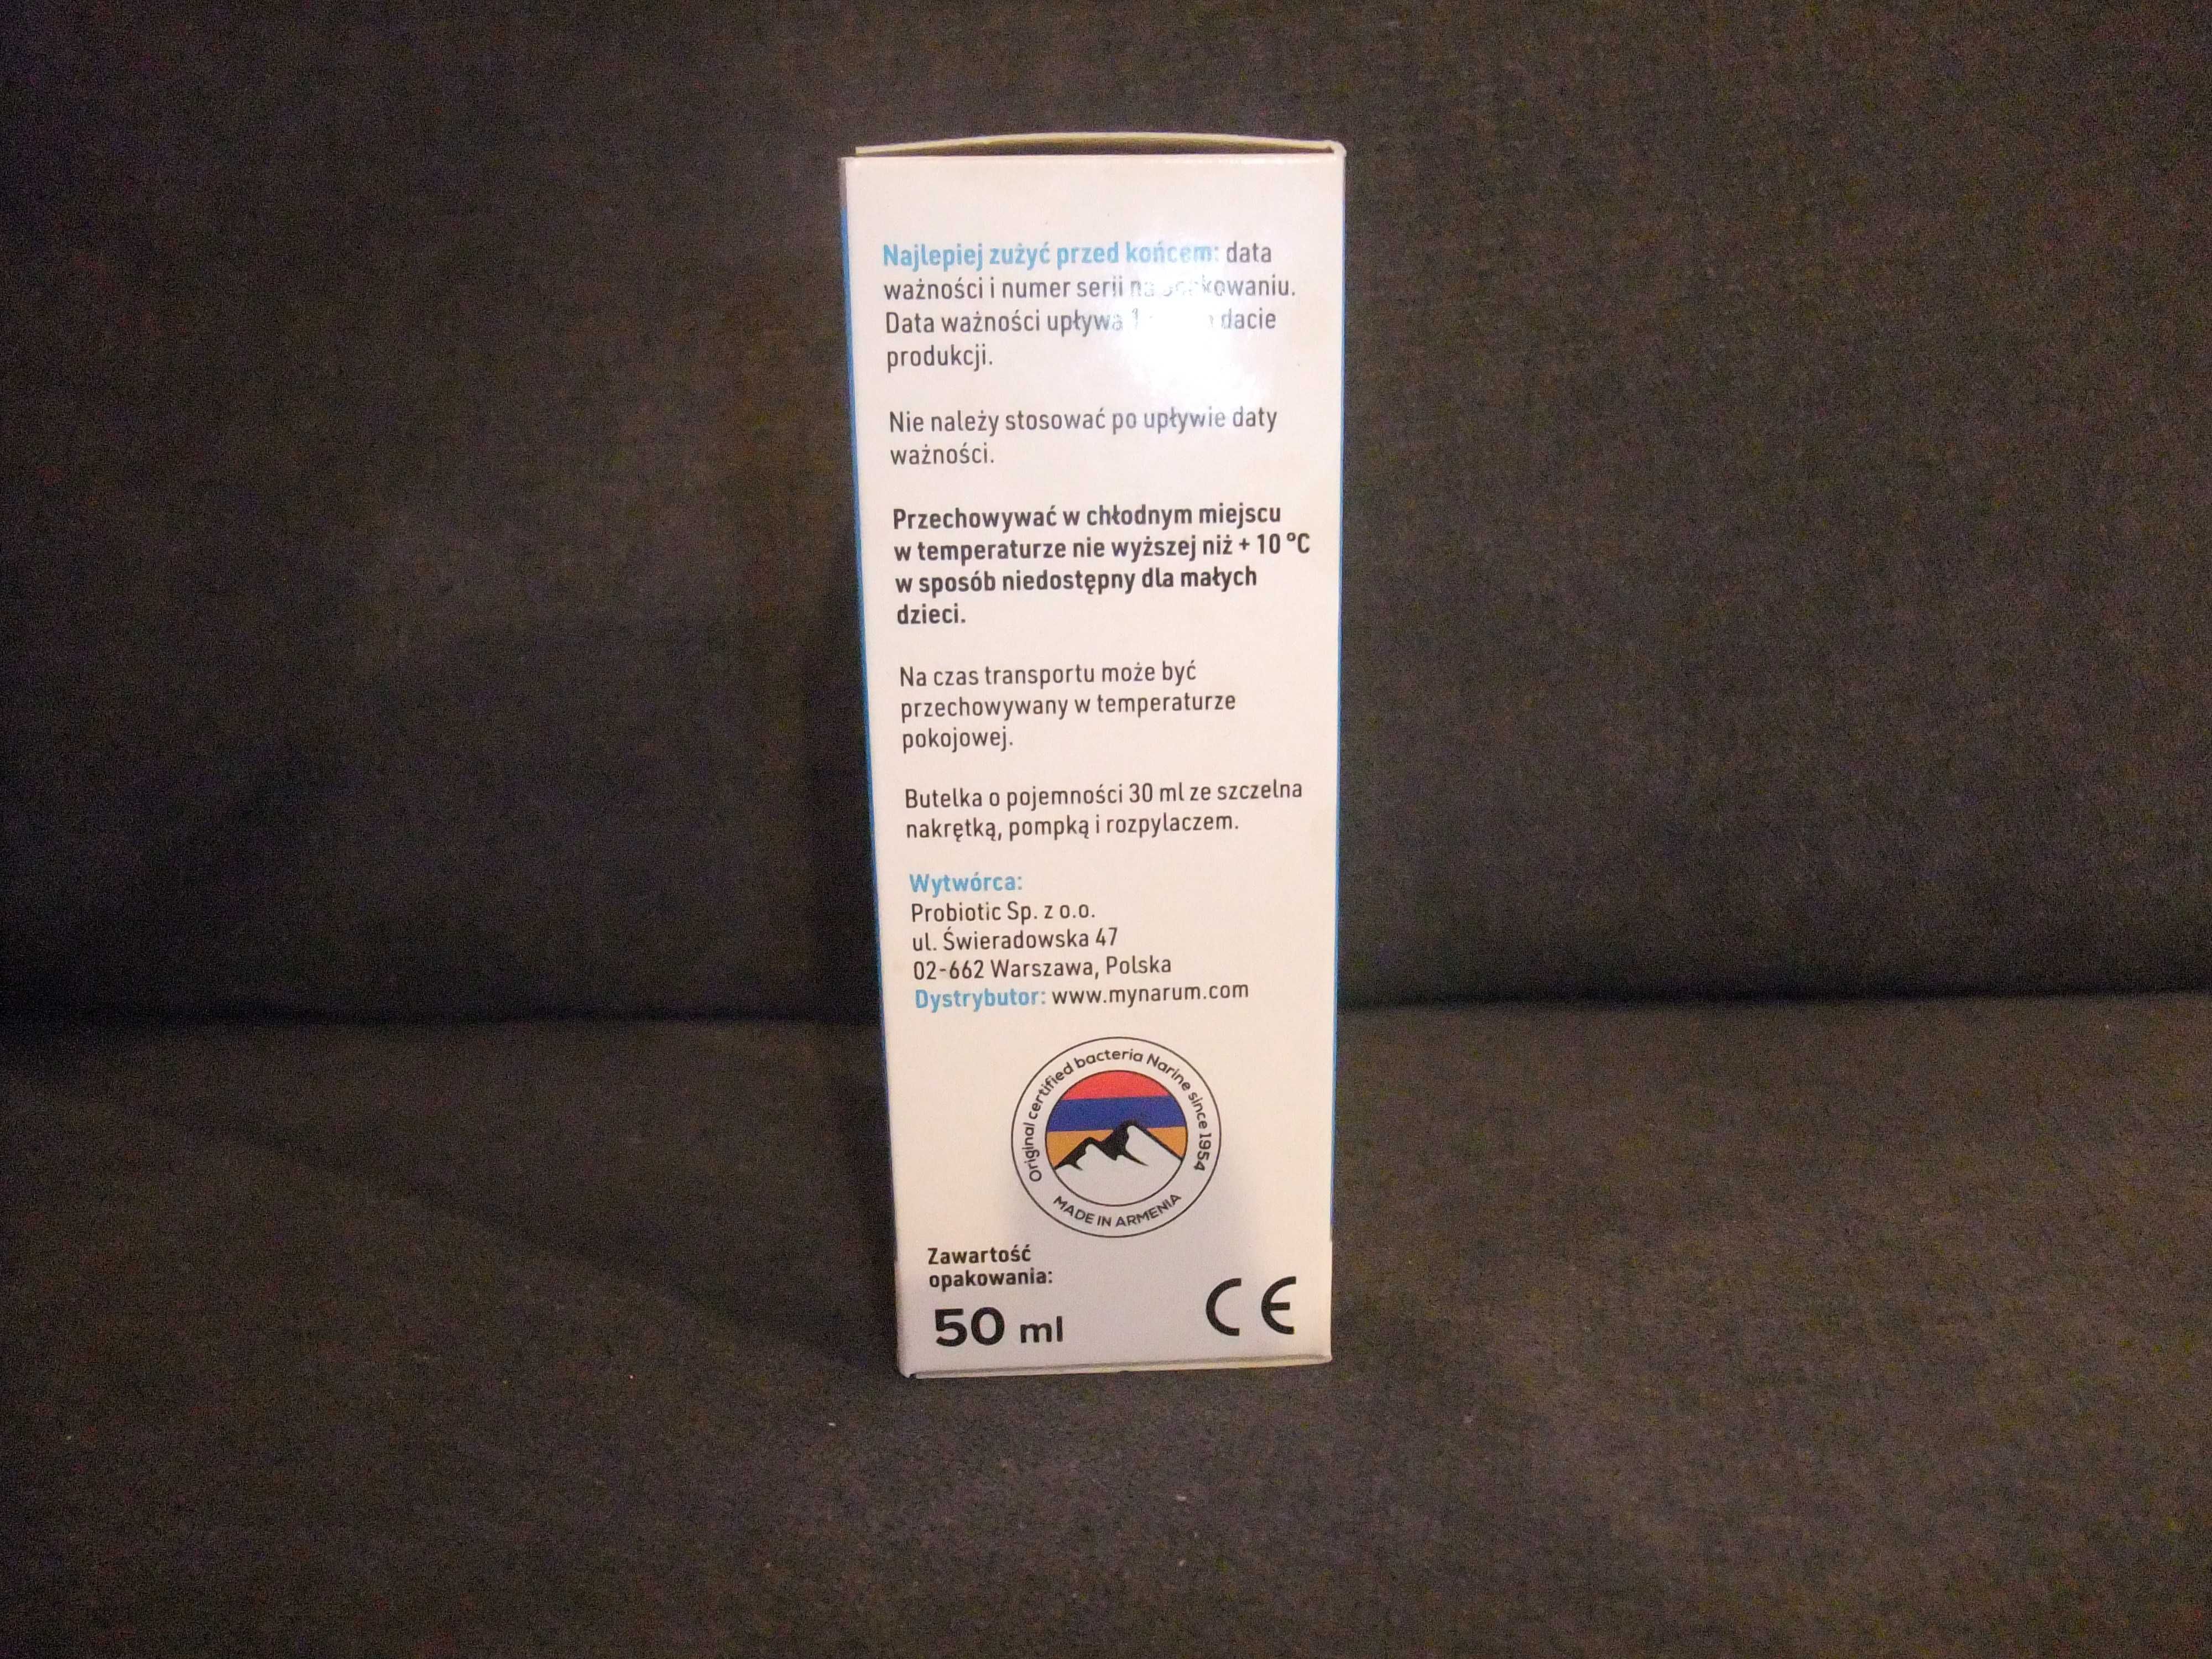 Najlepiej zużyć przed końcem: data
ważności i numer serii na opakowaniu.
Data ważności upływa 1 dacie
produkcji.
Nie należy stosować po upływie daty
ważności.
Przechowywać w chłodnym miejscu
w temperaturze nie wyższej niż + 10 °C
w sposób niedostępny dla małych
dzieci.
Na czas transportu może być
przechowywany w temperaturze
pokojowej.
Butelka o pojemności 30 ml ze szczelna
nakrętką, pompką i rozpylaczem.
Wytwórca:
Probiotic Sp. z o.o.
ul. Świeradowska 47
02-662 Warszawa, Polska
Dystrybutor: www.mynarum.com
Original certified bacteria Narine since 1954
MADE IN ARMENIA
Zawartość
opakowania:
50 ml
CE